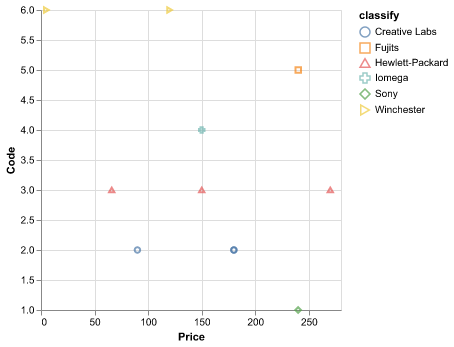 classify
Creative Labs
Fujits
Hewlett-Packard
Iomega
Sony
Winchester
6.0
5.5
5.0
4.5
4.0
3.5
3.0
2.5
2.0
1.5
1.0
Code
0 50 100 150 200 250
Price